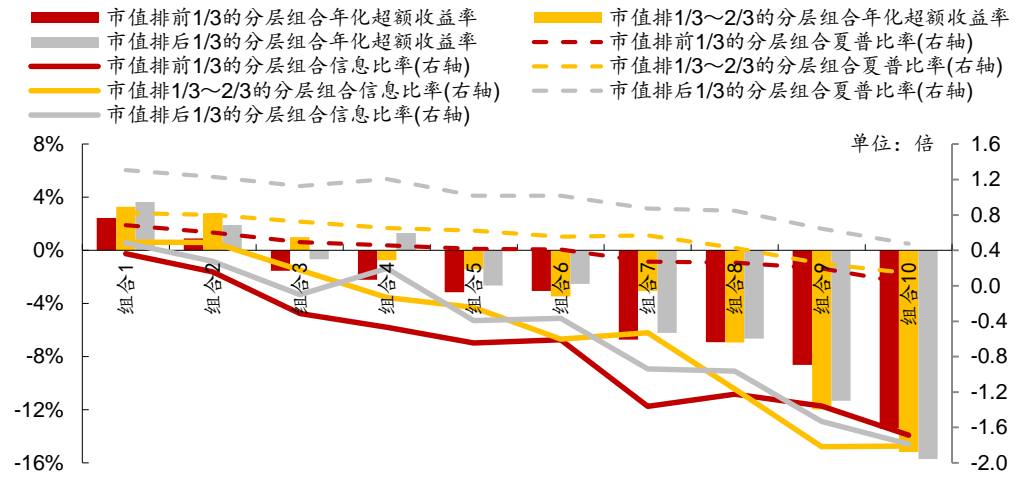 市值排前1/3的分层组合年化超额收益率
市值排1/3～2/3的分层组合年化超额收益率
市值排后1/3的分层组合年化超额收益率
市值排前1/3的分层组合夏普比率(右轴)
市值排前1/3的分层组合信息比率(右轴)
市值排1/3～2/3的分层组合夏普比率(右轴)
市值排1/3～2/3的分层组合信息比率(右轴)
市值排后1/3的分层组合夏普比率(右轴)
市值排后1/3的分层组合信息比率(右轴)
单位：倍
8%
4%
0%
-4%
-8%
-12%
-16%
1.6
1.2
0.8
0.4
0.0
-0.4
-0.8
-1.2
-1.6
-2.0
组合1
组合2
组合3
组合4
组合5
组合6
组合7
组合8
组合9
组合10